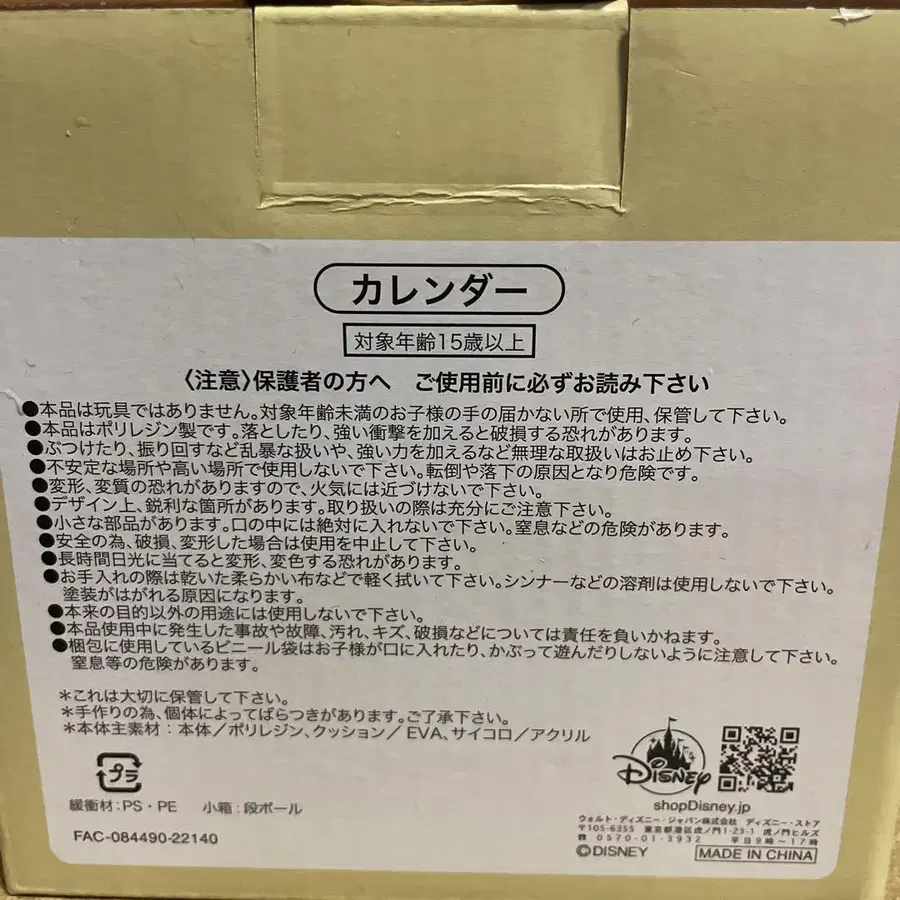 カレンダー
対象年齢15歳以上
〈注意〉保護者の方へ　ご使用前に必ずお読み下さい
●本品は玩具ではありません。対象年齢未満のお子様の手の届かない所で使用、保管して下さい。
●本品はポリレジン製です。落としたり、強い衝撃を加えると破損する恐れがあります。
●ぶつけたり、振り回すなど乱暴な扱いや、強い力を加えるなど無理な取扱いはお止め下さい。
●不安定な場所や高い場所で使用しないで下さい。転倒や落下の原因となり危険です。
●変形、変質の恐れがありますので、火気には近づけないで下さい。
●デザイン上、鋭利な箇所があります。取り扱いの際は充分にご注意下さい。
●小さな部品があります。口の中には絶対に入れないで下さい。窒息などの危険があります。
●安全の為、破損、変形した場合は使用を中止して下さい。
●長時間日光に当てると変形、変色する恐れがあります。
●お手入れの際は乾いた柔らかい布などで軽く拭いて下さい。シンナーなどの溶剤は使用しないで下さい。
塗装がはがれる原因になります。
●本来の目的以外の用途には使用しないで下さい。
●本品使用中に発生した事故や故障、汚れ、キズ、破損などについては責任を負いかねます。
●梱包に使用しているビニール袋はお子様が口に入れたり、かぶって遊んだりしないように注意して下さい。
窒息等の危険があります。
＊これは大切に保管して下さい。
＊手作りの為、個体によってばらつきがあります。ご了承下さい。
＊本体主素材：本体／ポリレジン、クッション／EVA、サイコロ／アクリル
プラ
緩衝材：PS・PE　小箱：段ボール
FAC-084490-22140
Disney
shopDisney.jp
ウォルト・ディズニー・ジャパン株式会社　ディズニー・ストア
〒105-6355　東京都港区虎ノ門1-23-1 虎ノ門ヒルズ
☎ 0570-01-3932　平日9時〜17時
©DISNEY　MADE IN CHINA